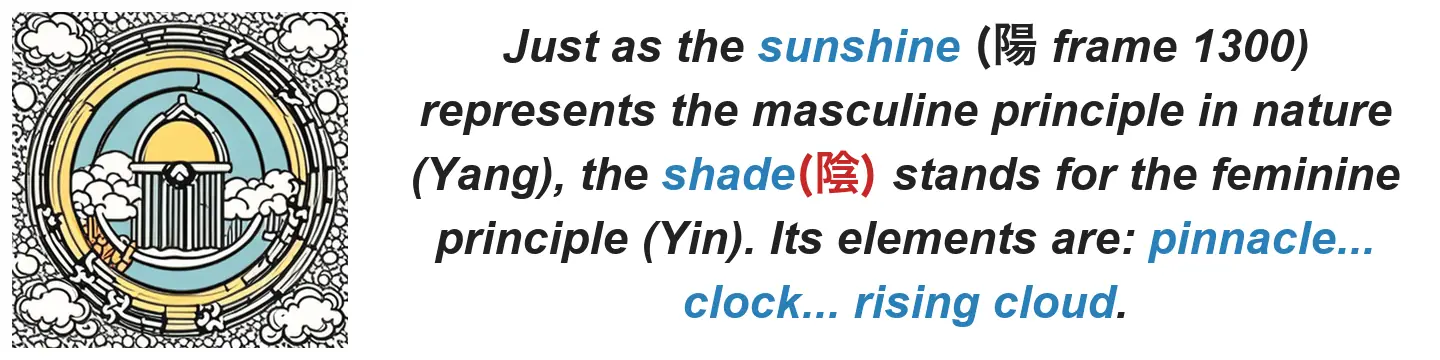 Just as the sunshine (陽 frame 1300)
represents the masculine principle in nature
(Yang), the shade(陰) stands for the feminine
principle (Yin). Its elements are: pinnacle...
clock... rising cloud.